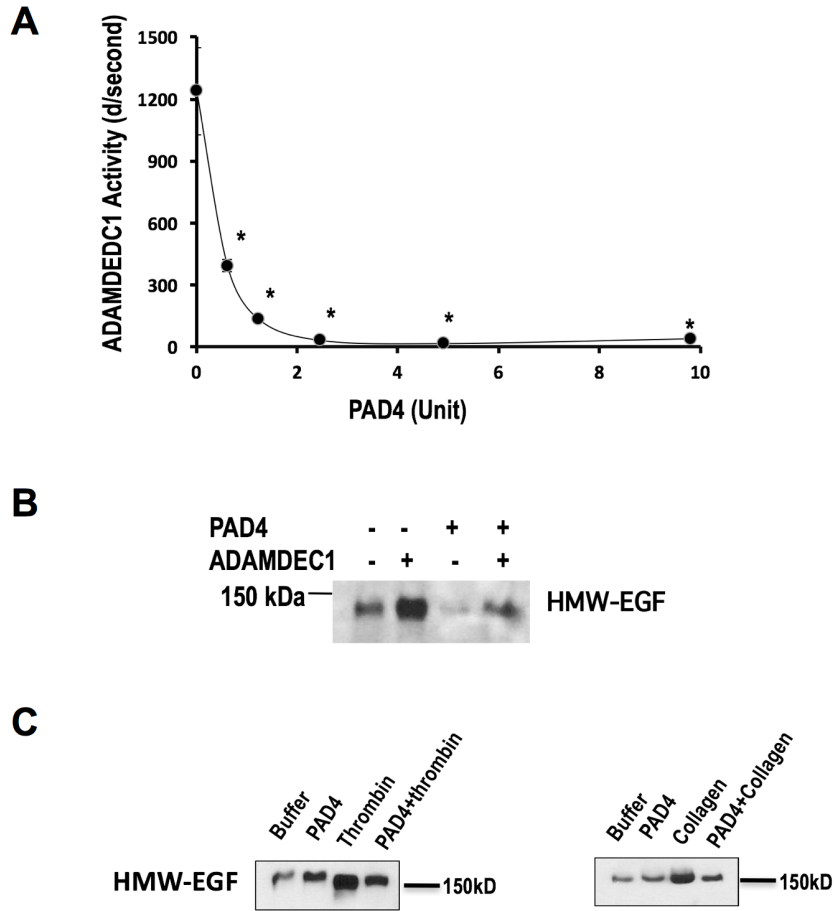 A
ADAMDEDC1 Activity (d/second)
1500
1200
900
600
300
0
* * * * *
0 2 4 6 8 10
PAD4 (Unit)
B
PAD4 - - + +
ADAMDEC1 - + - +
150 kDa
HMW-EGF
C
Buffer
PAD4
Thrombin
PAD4+thrombin
HMW-EGF
150kD
Buffer
PAD4
Collagen
PAD4+Collagen
150kD